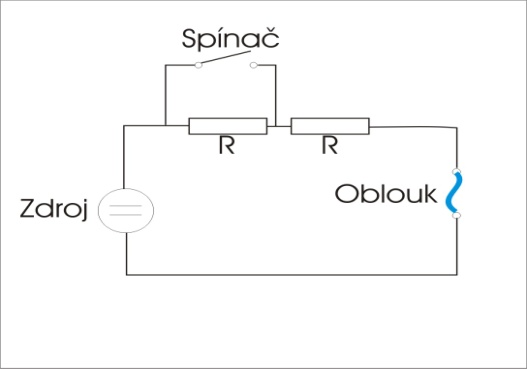 Spínač
R
R
Oblouk
Zdroj